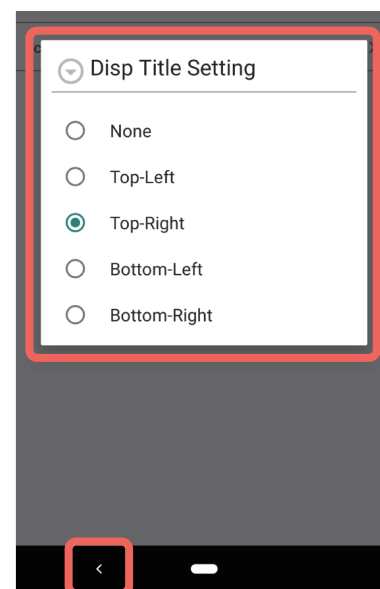 Disp Title Setting
None
Top-Left
Top-Right
Bottom-Left
Bottom-Right